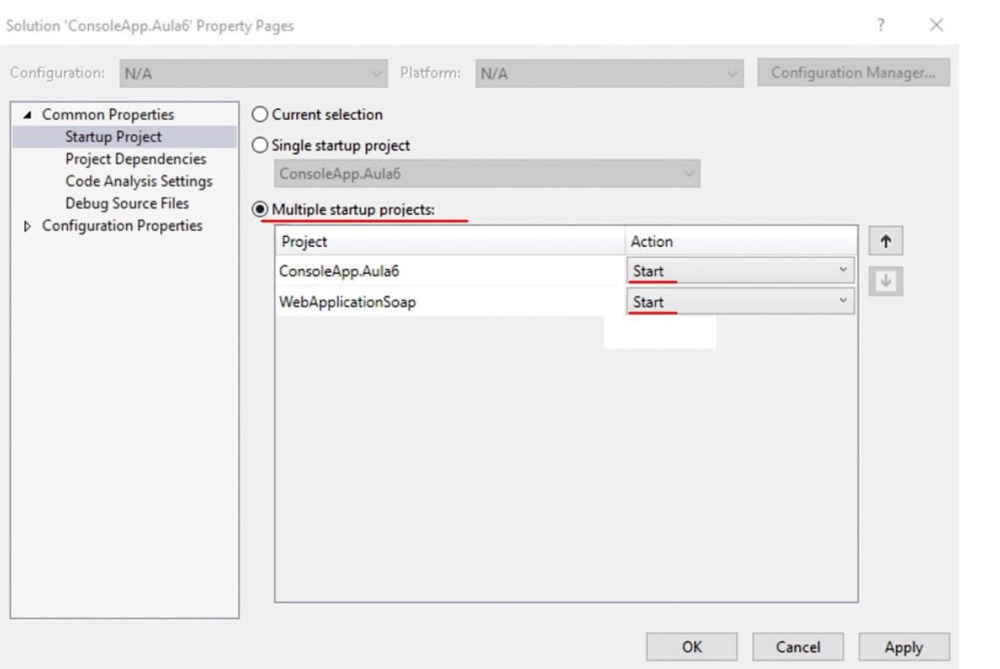 Solution 'ConsoleApp.Aula6' Property Pages
?
Configuration: N/A Platform: N/A Configuration Manager...
Common Properties
Startup Project
Project Dependencies
Code Analysis Settings
Debug Source Files
Configuration Properties
Current selection
Single startup project
ConsoleApp.Aula6
Multiple startup projects:
Project Action
ConsoleApp.Aula6 Start
WebApplicationSoap Start
OK Cancel Apply